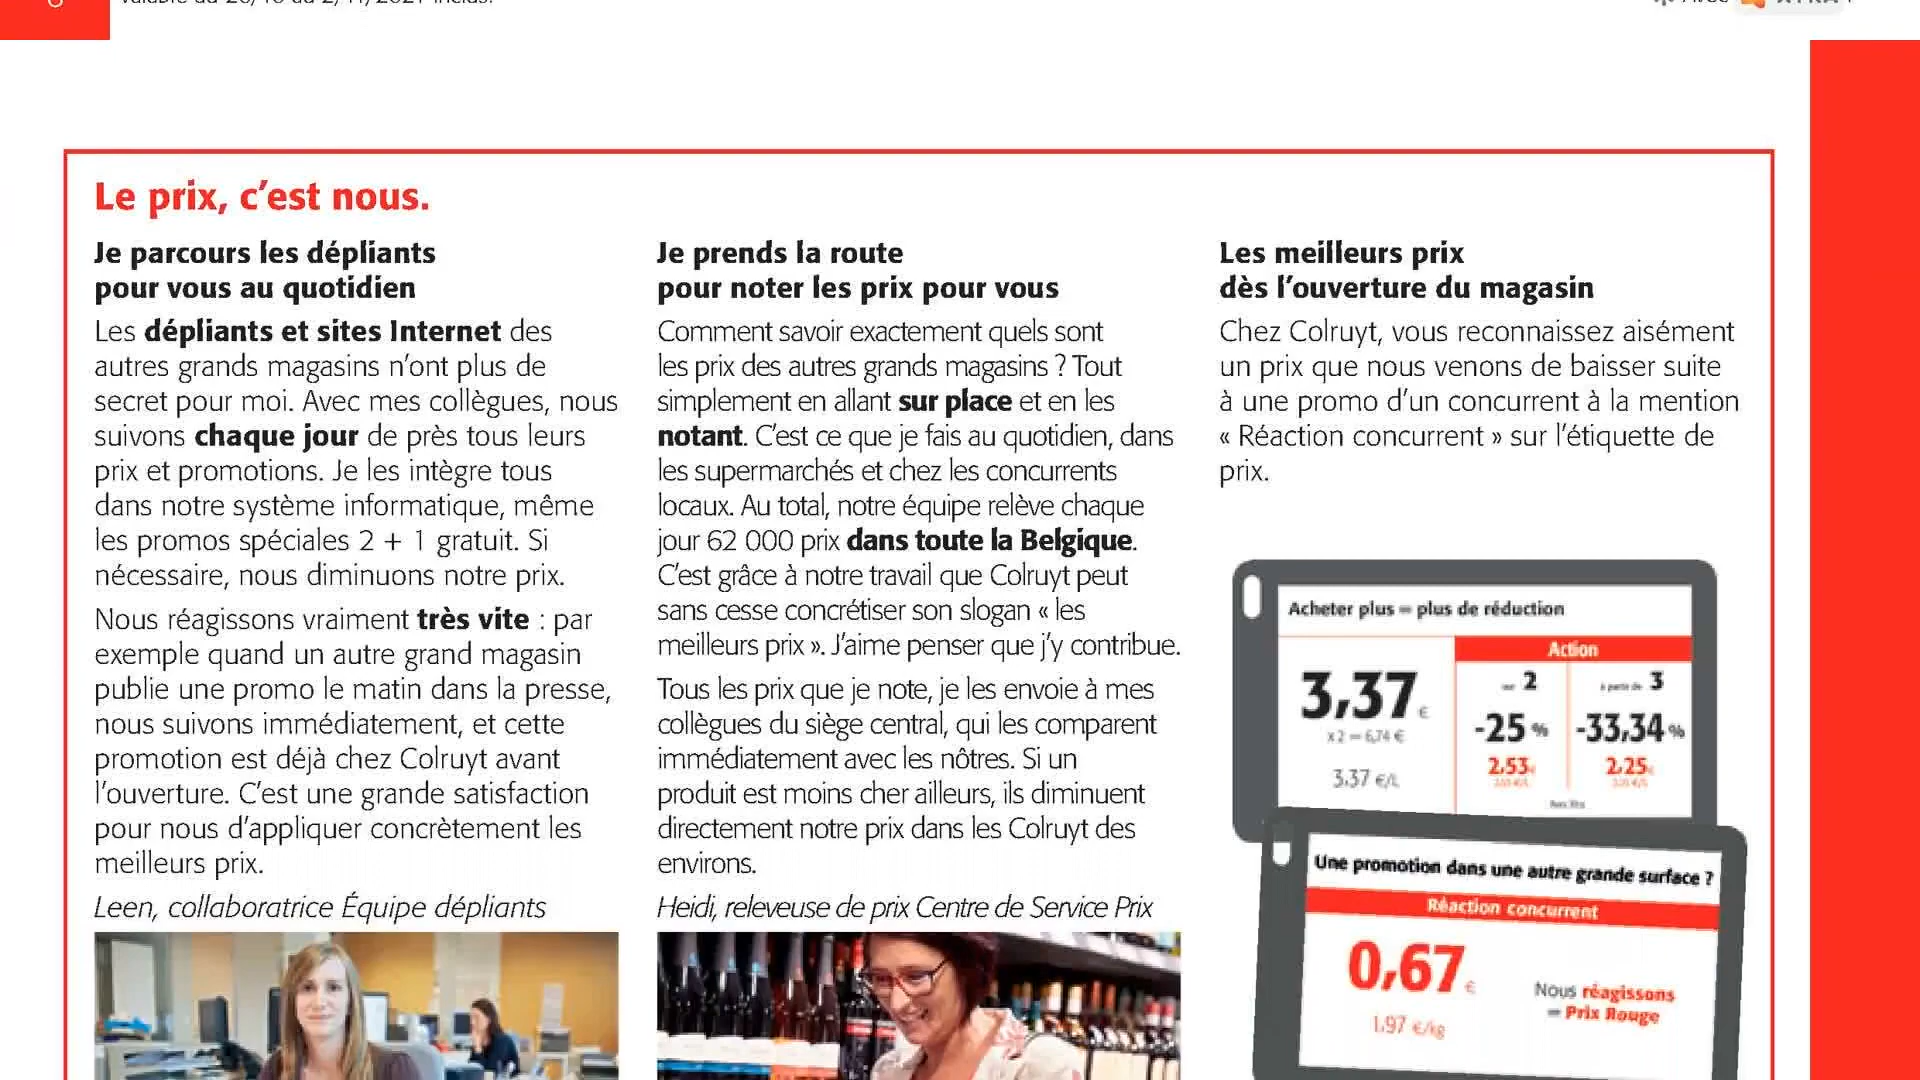 Le prix, c'est nous.
Je parcours les dépliants
pour vous au quotidien
Les dépliants et sites Internet des
autres grands magasins n'ont plus de
secret pour moi. Avec mes collègues, nous
suivons chaque jour de près tous leurs
prix et promotions. Je les intègre tous
dans notre système informatique, même
les promos spéciales 2 + 1 gratuit. Si
nécessaire, nous diminuons notre prix.
Nous réagissons vraiment très vite : par
exemple quand un autre grand magasin
publie une promo le matin dans la presse,
nous suivons immédiatement, et cette
promotion est déjà chez Colruyt avant
l'ouverture. C'est une grande satisfaction
pour nous d'appliquer concrètement les
meilleurs prix.
Leen, collaboratrice Équipe dépliants
Je prends la route
pour noter les prix pour vous
Comment savoir exactement quels sont
les prix des autres grands magasins ? Tout
simplement en allant sur place et en les
notant. C'est ce que je fais au quotidien, dans
les supermarchés et chez les concurrents
locaux. Au total, notre équipe relève chaque
jour 62 000 prix dans toute la Belgique.
C'est grâce à notre travail que Colruyt peut
sans cesse concrétiser son slogan « les
meilleurs prix ». J'aime penser que j'y contribue.
Tous les prix que je note, je les envoie à mes
collègues du siège central, qui les comparent
immédiatement avec les nôtres. Si un
produit est moins cher ailleurs, ils diminuent
directement notre prix dans les Colruyt des
environs.
Heidi, releveuse de prix Centre de Service Prix
Les meilleurs prix
dès l'ouverture du magasin
Chez Colruyt, vous reconnaissez aisément
un prix que nous venons de baisser suite
à une promo d'un concurrent à la mention
« Réaction concurrent » sur l'étiquette de
prix.
Acheter plus = plus de réduction
Action
3,37 €
x 2 = 6,74 €
3,37 €/L
2
-25 %
2,53
à partir de 3
-33,34 %
2,25
Une promotion dans une autre grande surface ?
Réaction concurrent
0,67 €
1,97 €/kg
Nous réagissons
= Prix Rouge